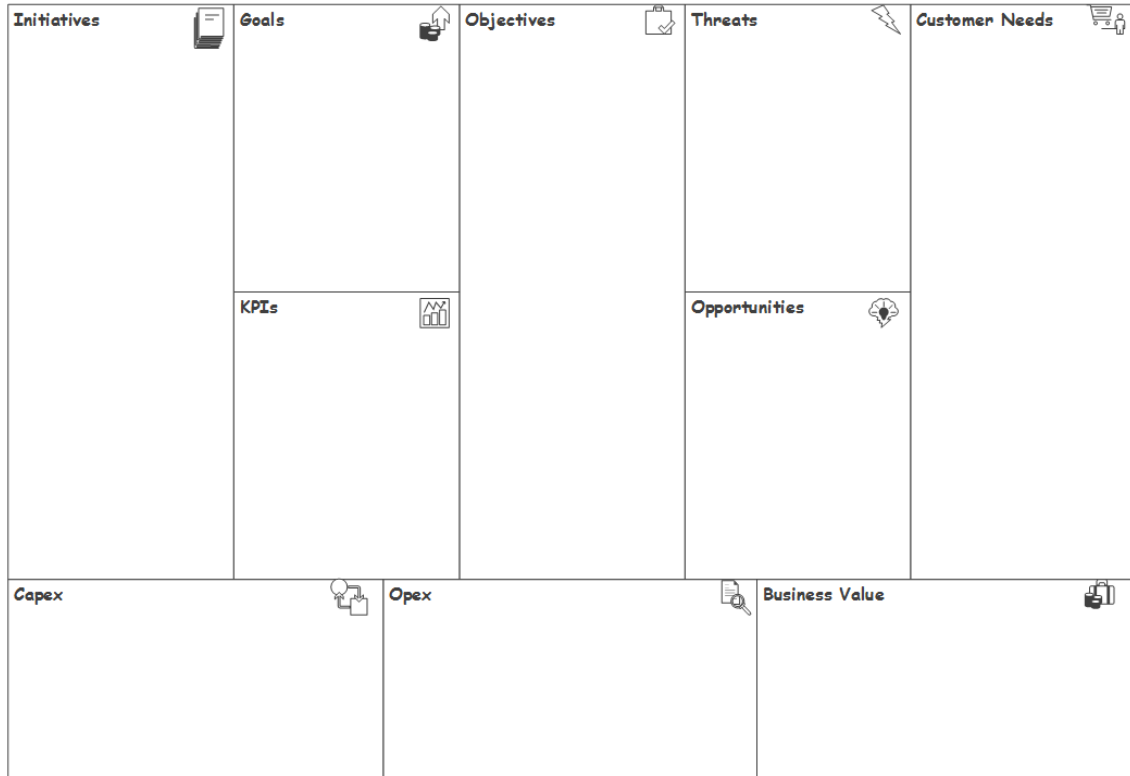 Initiatives
Goals
Objectives
Threats
Customer Needs
KPIs
Opportunities
Capex
Opex
Business Value